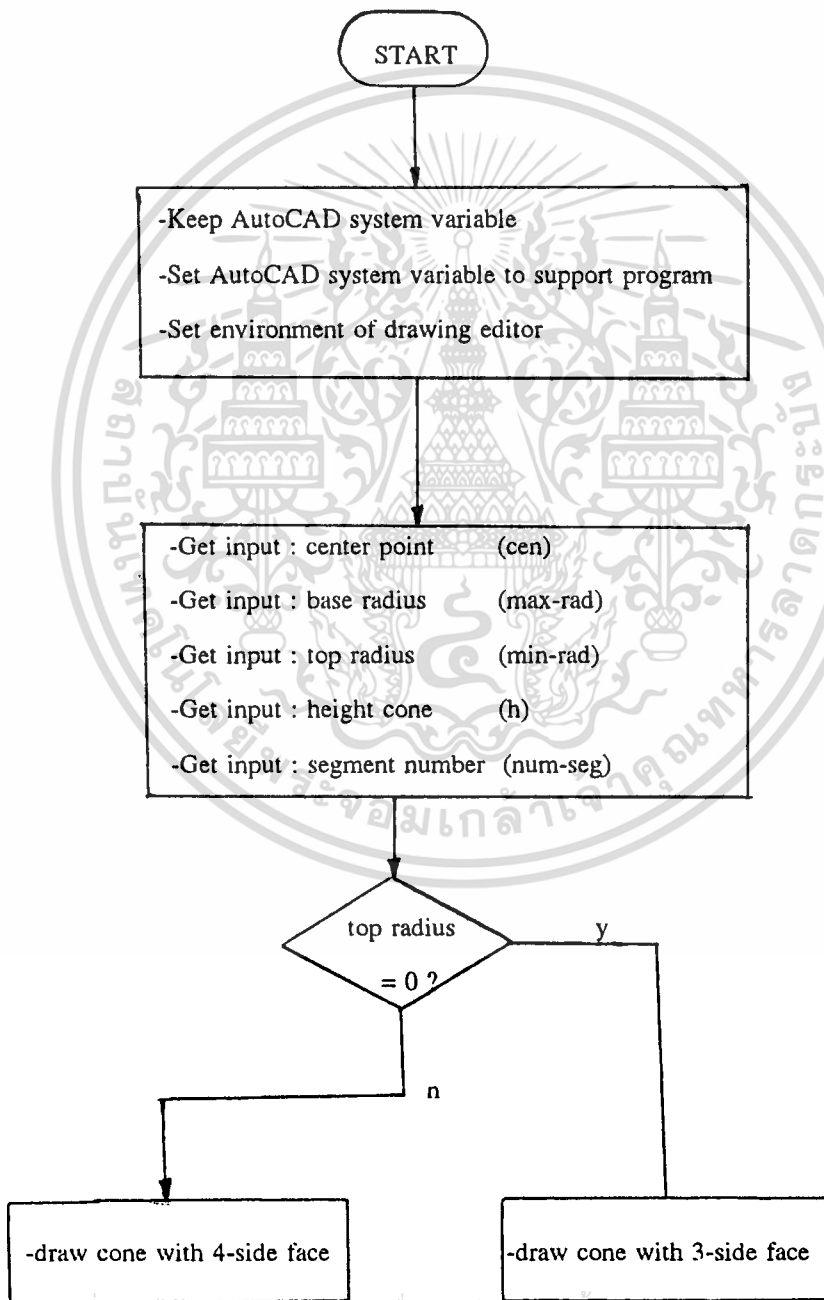 START
-Keep AutoCAD system variable
-Set AutoCAD system variable to support program
-Set environment of drawing editor
-Get input : center point (cen)
-Get input : base radius (max-rad)
-Get input : top radius (min-rad)
-Get input : height cone (h)
-Get input : segment number (num-seg)
top radius
= 0 ?
y
n
-draw cone with 4-side face
-draw cone with 3-side face